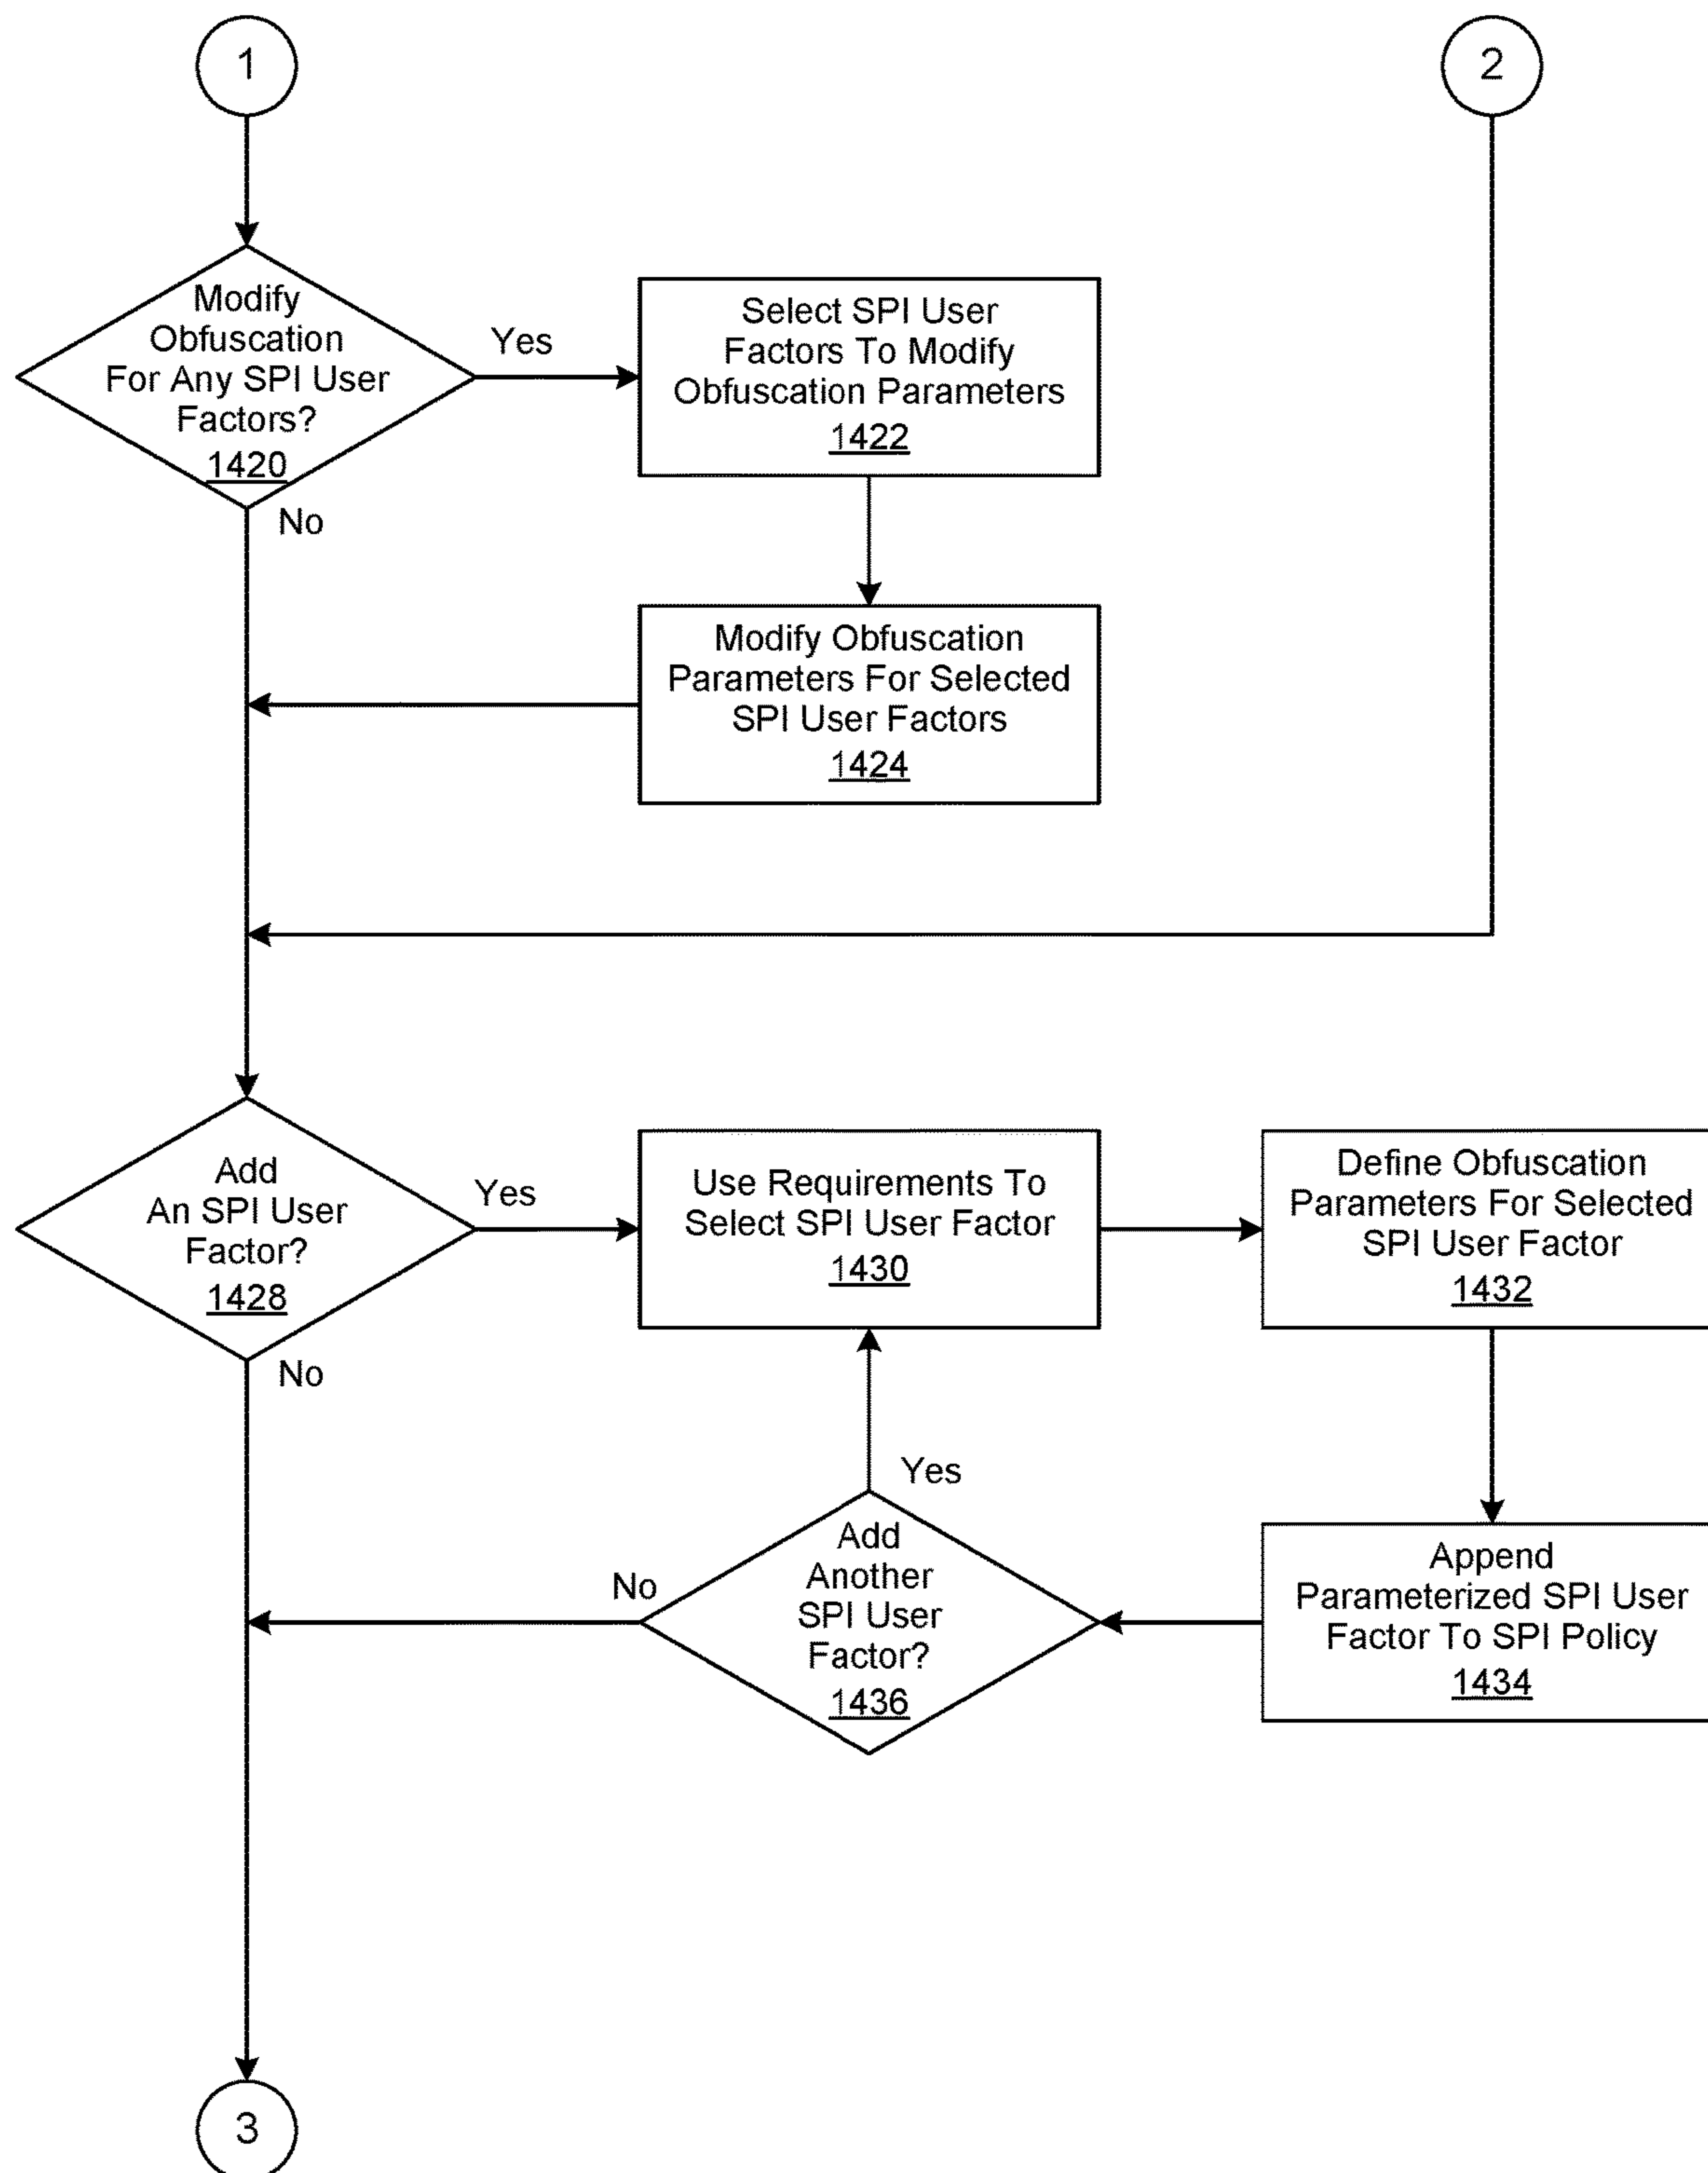 1
2
Modify
Obfuscation
For Any SPI User
Factors?
1420
Yes
No
Select SPI User
Factors To Modify
Obfuscation Parameters
1422
Modify Obfuscation
Parameters For Selected
SPI User Factors
1424
Add
An SPI User
Factor?
1428
Yes
No
Use Requirements To
Select SPI User Factor
1430
Define Obfuscation
Parameters For Selected
SPI User Factor
1432
Yes
Add
Another
SPI User
Factor?
1436
No
Append
Parameterized SPI User
Factor To SPI Policy
1434
3